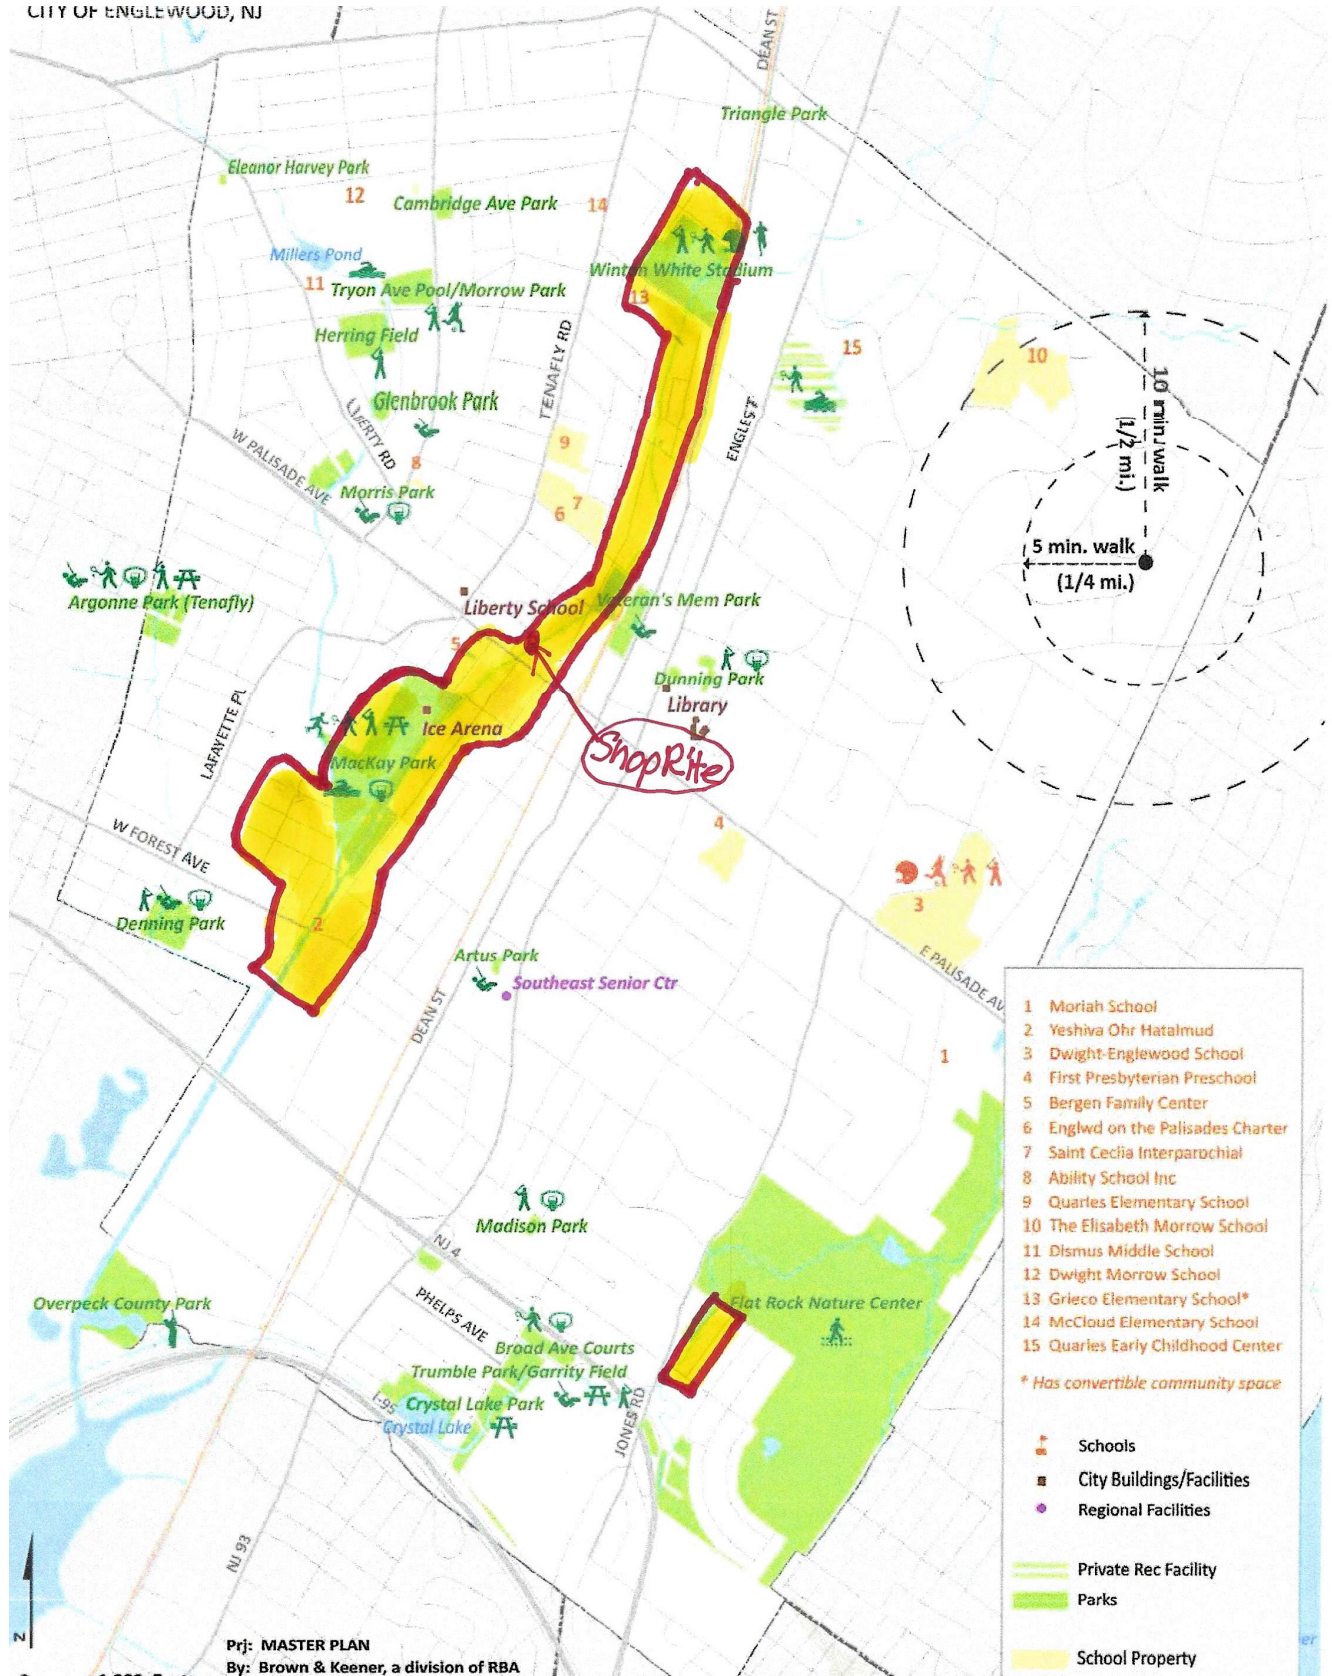 CITY OF ENGLEWOOD, NJ
DEAN ST
Triangle Park
Eleanor Harvey Park
12
Cambridge Ave Park
14
Millers Pond
11
Tryon Ave Pool/Morrow Park
Winton White Stadium
13
Herring Field
TENAFLY RD
15
10
10 min. walk
(1/2 mi.)
Glenbrook Park
LIBERTY RD
ENGLE ST
W PALISADE AVE
9
8
Morris Park
7
6
5 min. walk
(1/4 mi.)
Argonne Park (Tenafly)
Liberty School
Veteran's Mem Park
5
Dunning Park
Library
LAFAYETTE PL
Ice Arena
ShopRite
MacKay Park
4
W FOREST AVE
3
Denning Park
2
E PALISADE AV
Artus Park
Southeast Senior Ctr
DEAN ST
1
1 Moriah School
2 Yeshiva Ohr Hatalmud
3 Dwight-Englewood School
4 First Presbyterian Preschool
5 Bergen Family Center
6 Englwd on the Palisades Charter
7 Saint Cecila Interparochial
8 Ability School Inc
9 Quarles Elementary School
10 The Elisabeth Morrow School
11 Dismus Middle School
12 Dwight Morrow School
13 Grieco Elementary School*
14 McCloud Elementary School
15 Quarles Early Childhood Center
* Has convertible community space
Madison Park
NJ 4
Overpeck County Park
PHELPS AVE
Flat Rock Nature Center
Broad Ave Courts
Trumble Park/Garrity Field
I-95
Crystal Lake Park
Crystal Lake
JONES RD
Schools
City Buildings/Facilities
Regional Facilities
NJ 93
Private Rec Facility
Parks
School Property
N
Prj: MASTER PLAN
By: Brown & Keener, a division of RBA